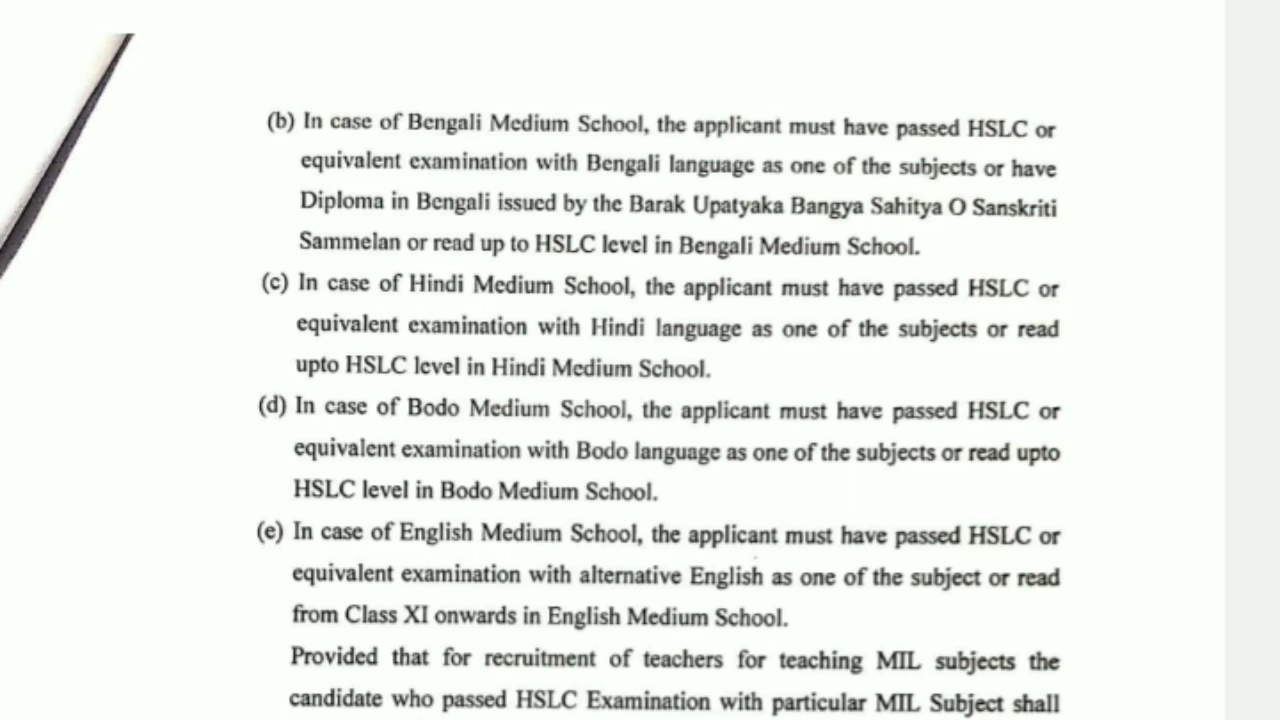 (b) In case of Bengali Medium School, the applicant must have passed HSLC or
equivalent examination with Bengali language as one of the subjects or have
Diploma in Bengali issued by the Barak Upatyaka Bangya Sahitya O Sanskriti
Sammelan or read up to HSLC level in Bengali Medium School.
(c) In case of Hindi Medium School, the applicant must have passed HSLC or
equivalent examination with Hindi language as one of the subjects or read
upto HSLC level in Hindi Medium School.
(d) In case of Bodo Medium School, the applicant must have passed HSLC or
equivalent examination with Bodo language as one of the subjects or read upto
HSLC level in Bodo Medium School.
(e) In case of English Medium School, the applicant must have passed HSLC or
equivalent examination with alternative English as one of the subject or read
from Class XI onwards in English Medium School.
Provided that for recruitment of teachers for teaching MIL subjects the
candidate who passed HSLC Examination with particular MIL Subject shall